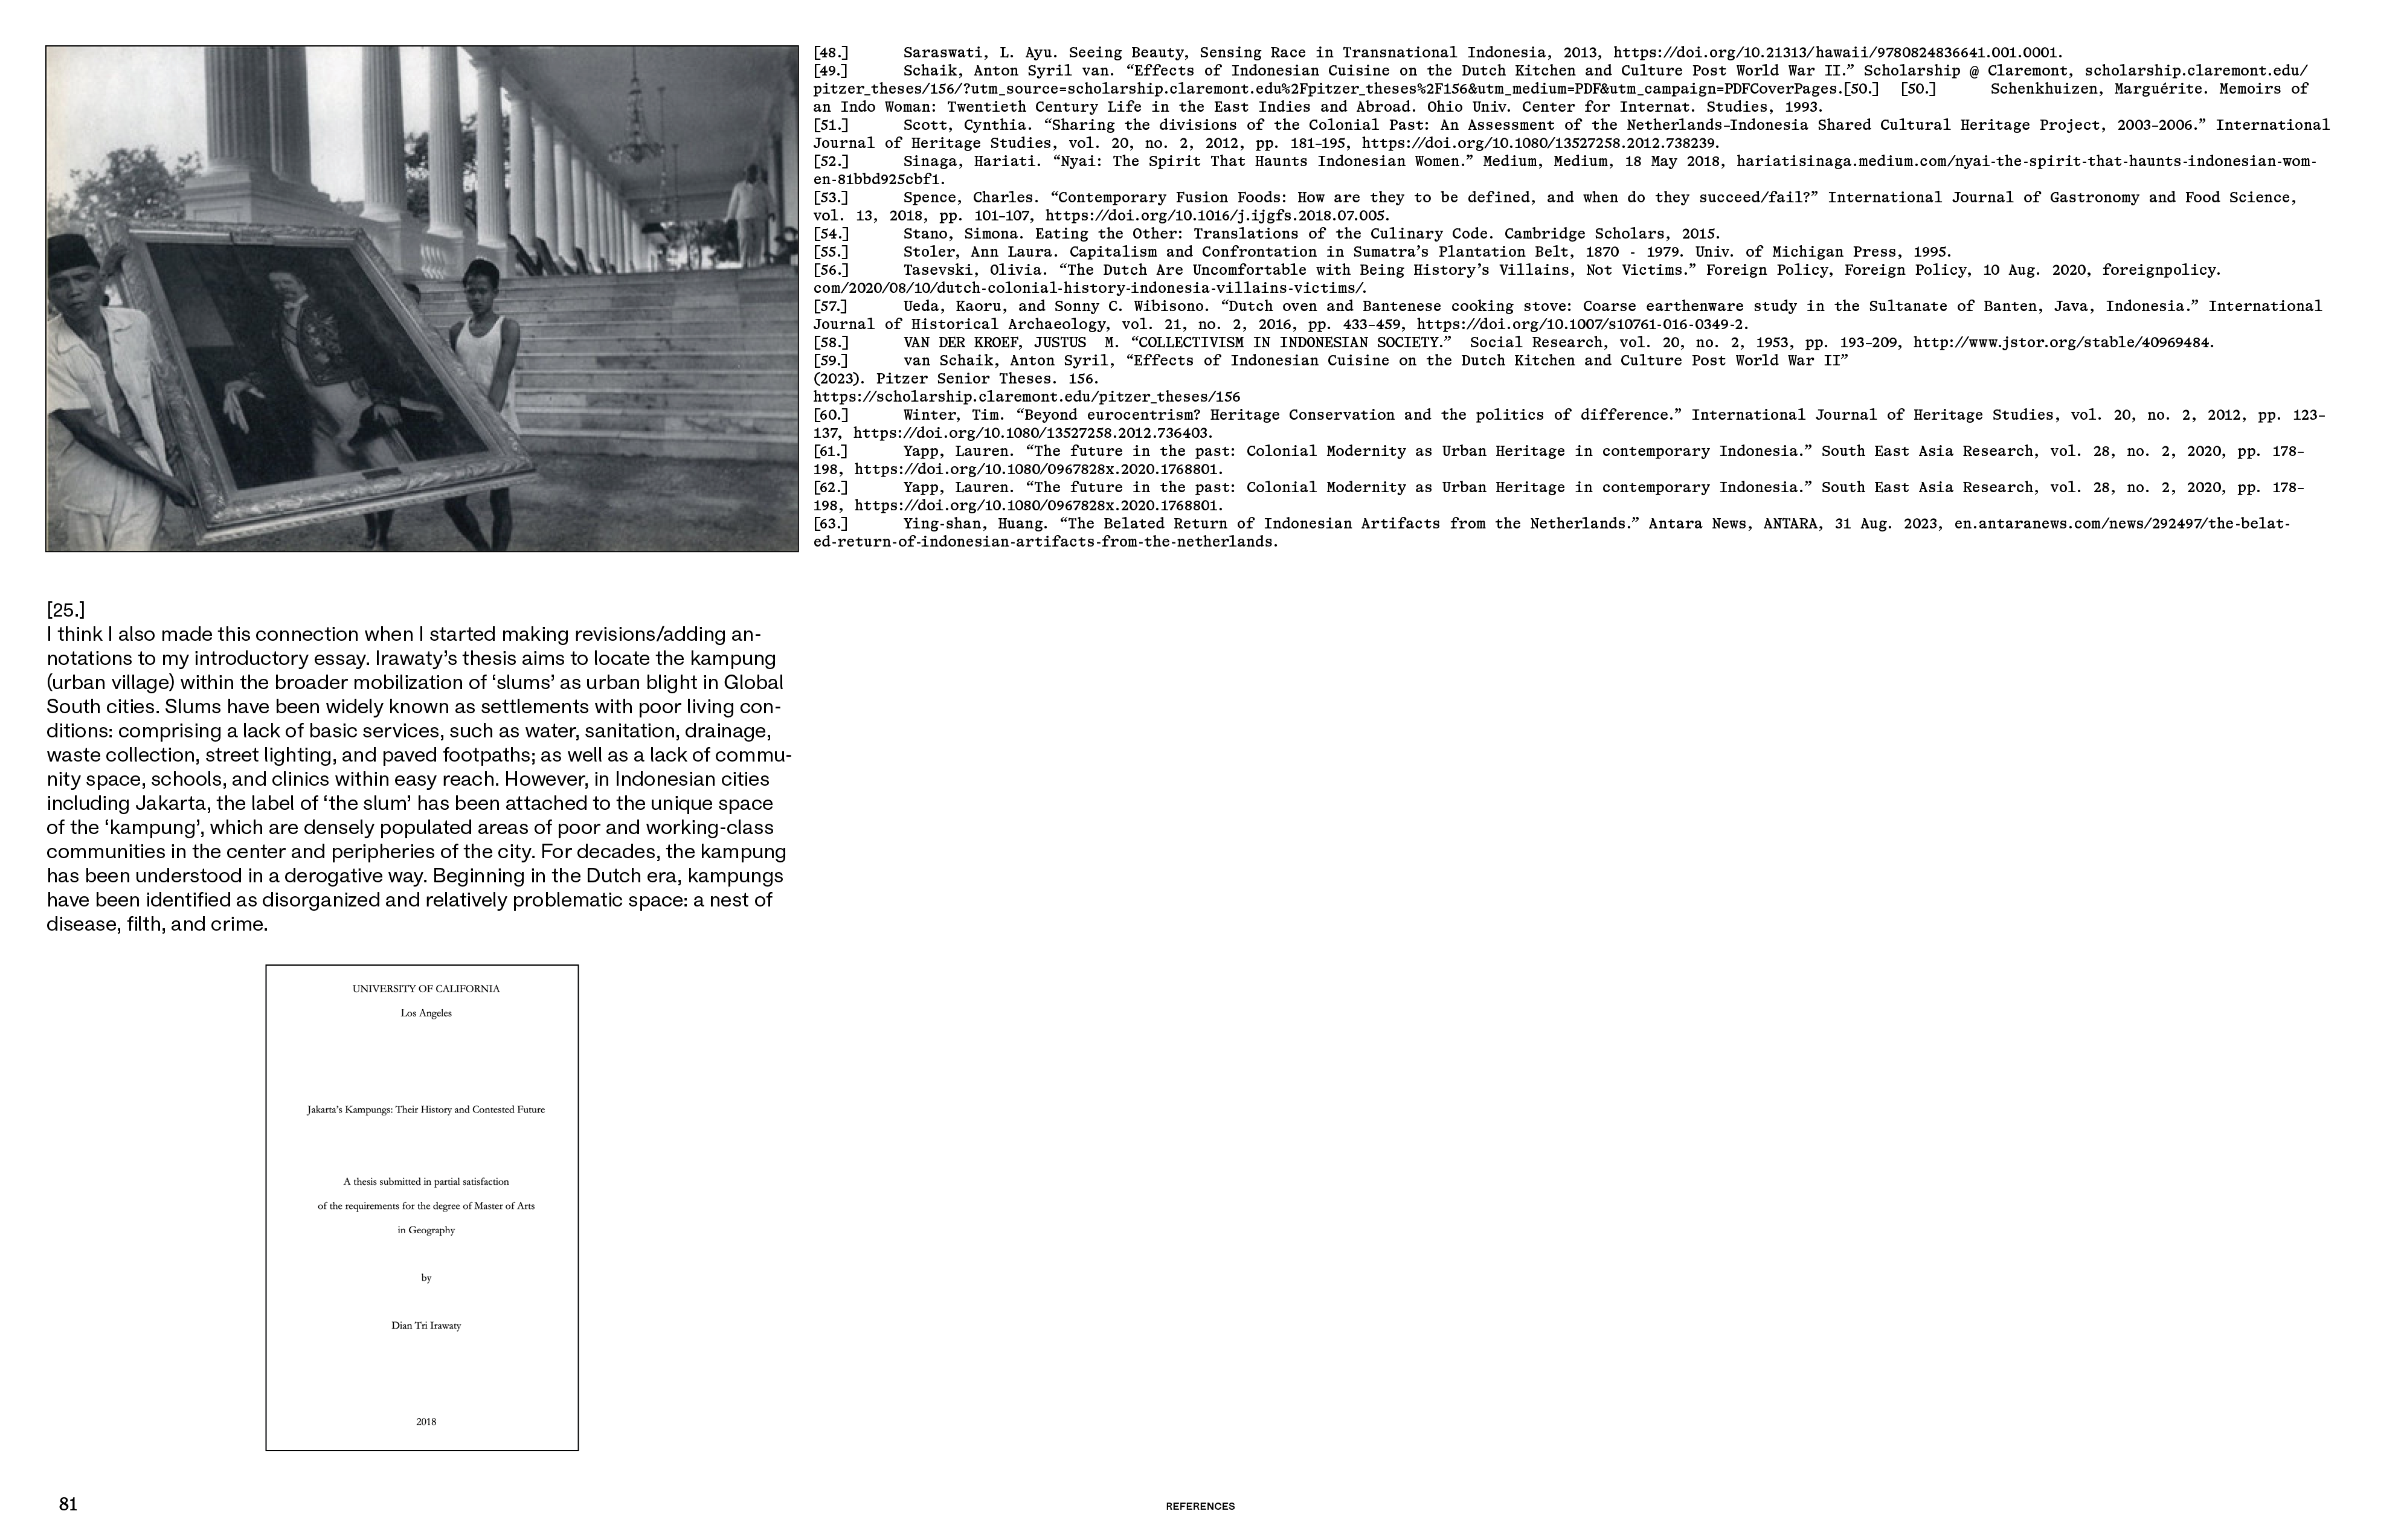 [48.] Saraswati, L. Ayu. Seeing Beauty, Sensing Race in Transnational Indonesia, 2013, https://doi.org/10.21313/hawaii/9780824836641.001.0001.
[49.] Schaik, Anton Syril van. “Effects of Indonesian Cuisine on the Dutch Kitchen and Culture Post World War II.” Scholarship @ Claremont, scholarship.claremont.edu/
pitzer_theses/156/?utm_source=scholarship.claremont.edu%2Fpitzer_theses%2F156&utm_medium=PDF&utm_campaign=PDFCoverPages.[50.] [50.] Schenkhuizen, Marguérite. Memoirs of
an Indo Woman: Twentieth Century Life in the East Indies and Abroad. Ohio Univ. Center for Internat. Studies, 1993.
[51.] Scott, Cynthia. “Sharing the divisions of the Colonial Past: An Assessment of the Netherlands–Indonesia Shared Cultural Heritage Project, 2003–2006.” International
Journal of Heritage Studies, vol. 20, no. 2, 2012, pp. 181–195, https://doi.org/10.1080/13527258.2012.738239.
[52.] Sinaga, Hariati. “Nyai: The Spirit That Haunts Indonesian Women.” Medium, Medium, 18 May 2018, hariatisinaga.medium.com/nyai-the-spirit-that-haunts-indonesian-wom-
en-81bbd925cbf1.
[53.] Spence, Charles. “Contemporary Fusion Foods: How are they to be defined, and when do they succeed/fail?” International Journal of Gastronomy and Food Science,
vol. 13, 2018, pp. 101–107, https://doi.org/10.1016/j.ijgfs.2018.07.005.
[54.] Stano, Simona. Eating the Other: Translations of the Culinary Code. Cambridge Scholars, 2015.
[55.] Stoler, Ann Laura. Capitalism and Confrontation in Sumatra’s Plantation Belt, 1870 - 1979. Univ. of Michigan Press, 1995.
[56.] Tasevski, Olivia. “The Dutch Are Uncomfortable with Being History’s Villains, Not Victims.” Foreign Policy, Foreign Policy, 10 Aug. 2020, foreignpolicy.
com/2020/08/10/dutch-colonial-history-indonesia-villains-victims/.
[57.] Ueda, Kaoru, and Sonny C. Wibisono. “Dutch oven and Bantenese cooking stove: Coarse earthenware study in the Sultanate of Banten, Java, Indonesia.” International
Journal of Historical Archaeology, vol. 21, no. 2, 2016, pp. 433–459, https://doi.org/10.1007/s10761-016-0349-2.
[58.] VAN DER KROEF, JUSTUS M. “COLLECTIVISM IN INDONESIAN SOCIETY.” Social Research, vol. 20, no. 2, 1953, pp. 193–209, http://www.jstor.org/stable/40969484.
[59.] van Schaik, Anton Syril, “Effects of Indonesian Cuisine on the Dutch Kitchen and Culture Post World War II”
(2023). Pitzer Senior Theses. 156.
https://scholarship.claremont.edu/pitzer_theses/156
[60.] Winter, Tim. “Beyond eurocentrism? Heritage Conservation and the politics of difference.” International Journal of Heritage Studies, vol. 20, no. 2, 2012, pp. 123–
137, https://doi.org/10.1080/13527258.2012.736403.
[61.] Yapp, Lauren. “The future in the past: Colonial Modernity as Urban Heritage in contemporary Indonesia.” South East Asia Research, vol. 28, no. 2, 2020, pp. 178–
198, https://doi.org/10.1080/0967828x.2020.1768801.
[62.] Yapp, Lauren. “The future in the past: Colonial Modernity as Urban Heritage in contemporary Indonesia.” South East Asia Research, vol. 28, no. 2, 2020, pp. 178–
198, https://doi.org/10.1080/0967828x.2020.1768801.
[63.] Ying-shan, Huang. “The Belated Return of Indonesian Artifacts from the Netherlands.” Antara News, ANTARA, 31 Aug. 2023, en.antaranews.com/news/292497/the-belat-
ed-return-of-indonesian-artifacts-from-the-netherlands.
[25.]
I think I also made this connection when I started making revisions/adding an-
notations to my introductory essay. Irawaty’s thesis aims to locate the kampung
(urban village) within the broader mobilization of ‘slums’ as urban blight in Global
South cities. Slums have been widely known as settlements with poor living con-
ditions: comprising a lack of basic services, such as water, sanitation, drainage,
waste collection, street lighting, and paved footpaths; as well as a lack of commu-
nity space, schools, and clinics within easy reach. However, in Indonesian cities
including Jakarta, the label of ‘the slum’ has been attached to the unique space
of the ‘kampung’, which are densely populated areas of poor and working-class
communities in the center and peripheries of the city. For decades, the kampung
has been understood in a derogative way. Beginning in the Dutch era, kampungs
have been identified as disorganized and relatively problematic space: a nest of
disease, filth, and crime.
UNIVERSITY OF CALIFORNIA
Los Angeles
Jakarta’s Kampungs: Their History and Contested Future
A thesis submitted in partial satisfaction
of the requirements for the degree of Master of Arts
in Geography
by
Dian Tri Irawaty
2018
81
REFERENCES